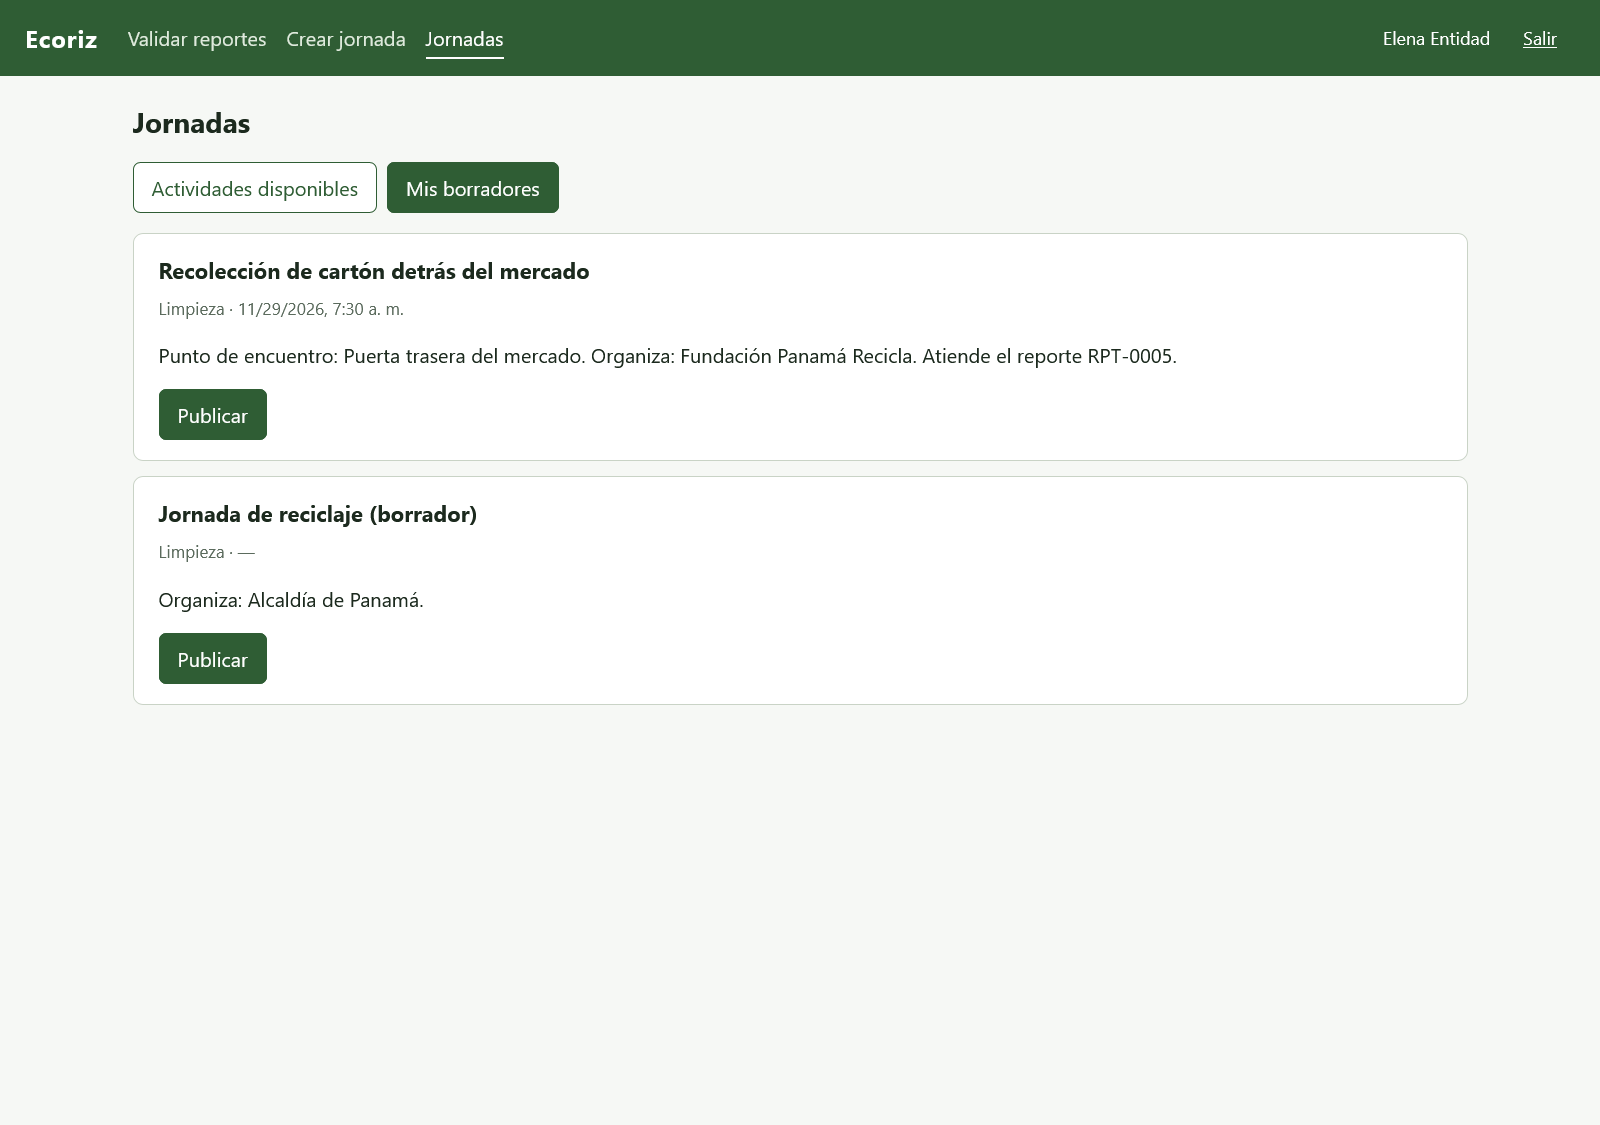 Ecoriz Validar reportes Crear jornada Jornadas Elena Entidad Salir
Jornadas
Actividades disponibles Mis borradores
Recolección de cartón detrás del mercado
Limpieza · 11/29/2026, 7:30 a. m.
Punto de encuentro: Puerta trasera del mercado. Organiza: Fundación Panamá Recicla. Atiende el reporte RPT-0005.
Publicar
Jornada de reciclaje (borrador)
Limpieza · —
Organiza: Alcaldía de Panamá.
Publicar